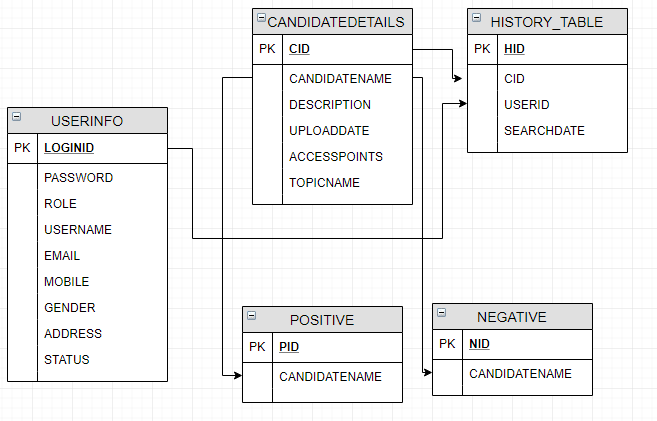 CANDIDATEDETAILS
PK CID
CANDIDATENAME
DESCRIPTION
UPLOADDATE
ACCESSPOINTS
TOPICNAME
HISTORY_TABLE
PK HID
CID
USERID
SEARCHDATE
USERINFO
PK LOGINID
PASSWORD
ROLE
USERNAME
EMAIL
MOBILE
GENDER
ADDRESS
STATUS
POSITIVE
PK PID
CANDIDATENAME
NEGATIVE
PK NID
CANDIDATENAME